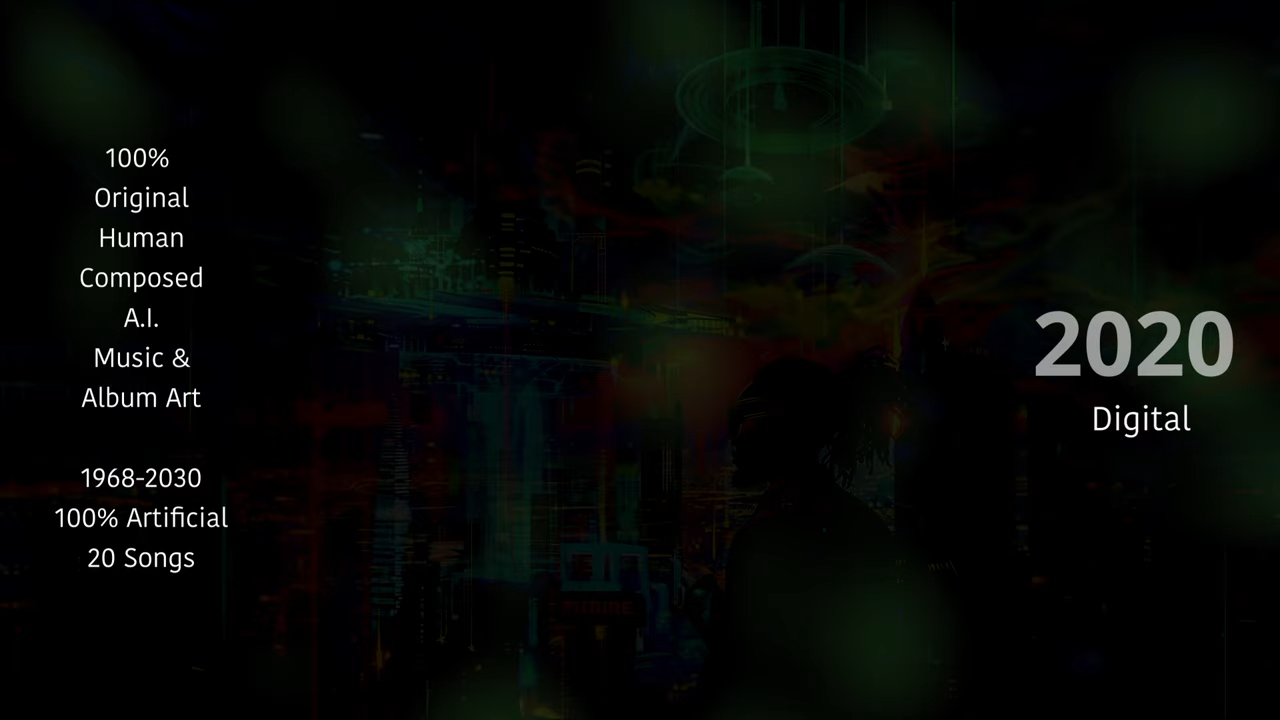 100%
Original
Human
Composed
A.I.
Music &
Album Art
1968-2030
100% Artificial
20 Songs
2020
Digital